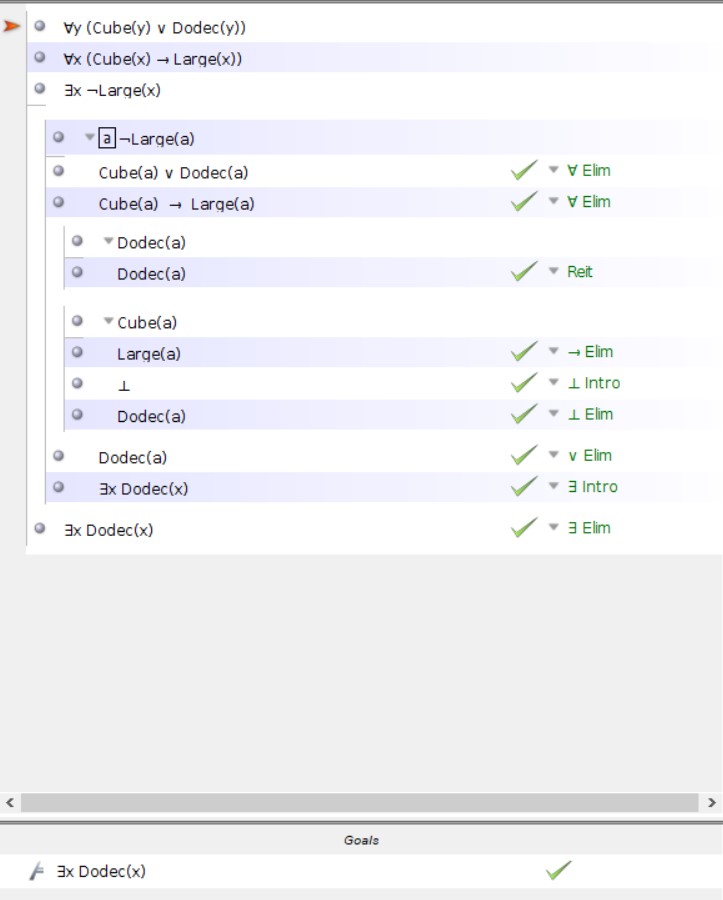 ∀y (Cube(y) ∨ Dodec(y))
∀x (Cube(x) → Large(x))
∃x ¬Large(x)
a ¬Large(a)
Cube(a) ∨ Dodec(a) ∀ Elim
Cube(a) → Large(a) ∀ Elim
Dodec(a)
Dodec(a) Reit
Cube(a)
Large(a) → Elim
⊥ ⊥ Intro
Dodec(a) ⊥ Elim
Dodec(a) ∨ Elim
∃x Dodec(x) ∃ Intro
∃x Dodec(x) ∃ Elim
Goals
∃x Dodec(x)